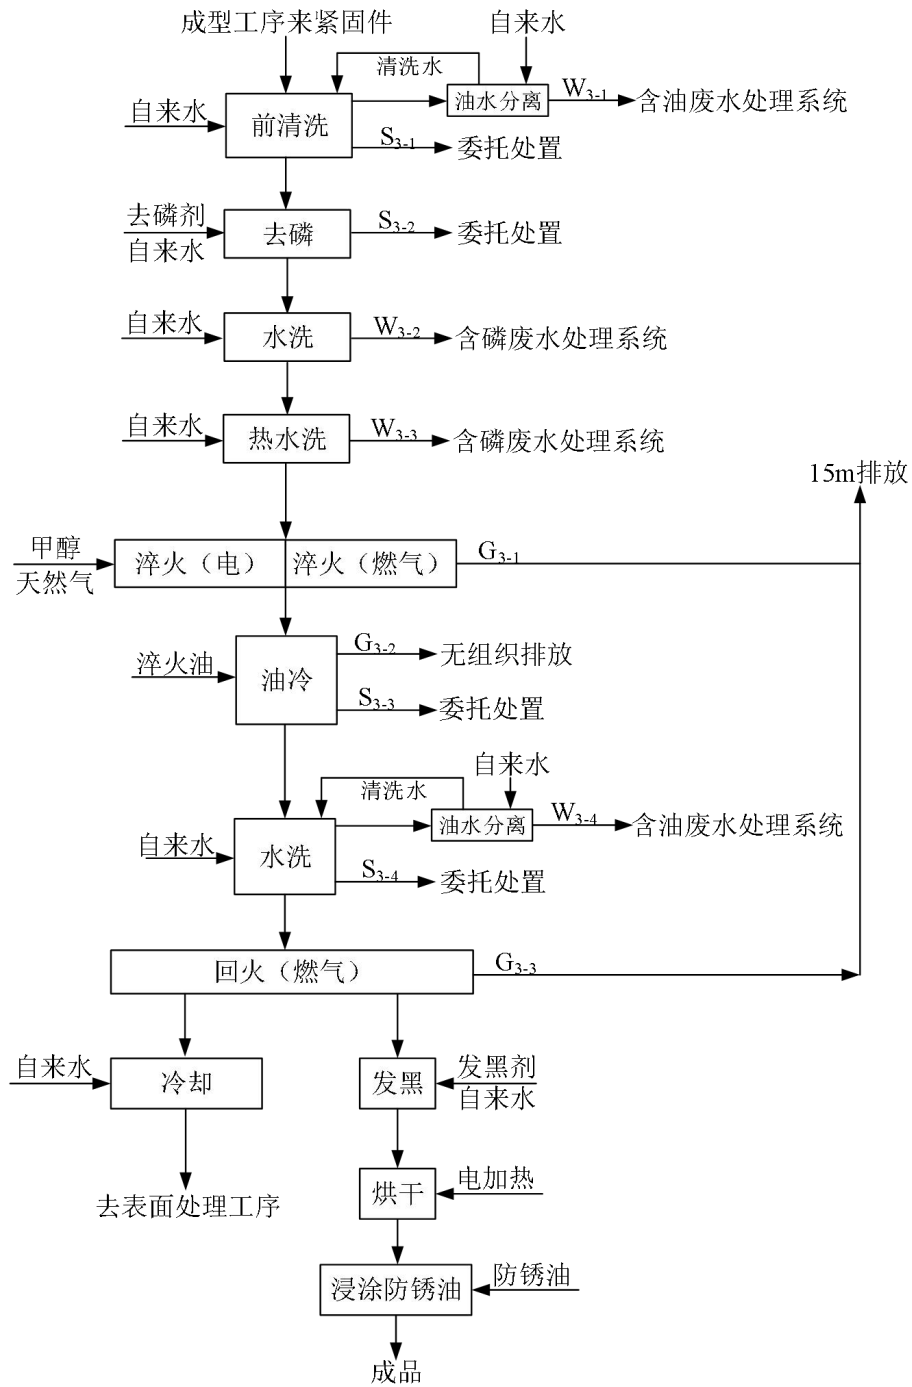 成型工序来紧固件
自来水
清洗水
油水分离
W3-1
含油废水处理系统
自来水
前清洗
S3-1
委托处置
去磷剂
自来水
去磷
S3-2
委托处置
自来水
水洗
W3-2
含磷废水处理系统
自来水
热水洗
W3-3
含磷废水处理系统
15m排放
甲醇
天然气
淬火（电）
淬火（燃气）
G3-1
淬火油
油冷
G3-2
无组织排放
S3-3
委托处置
自来水
清洗水
油水分离
W3-4
含油废水处理系统
自来水
水洗
S3-4
委托处置
回火（燃气）
G3-3
自来水
冷却
发黑
发黑剂
自来水
烘干
电加热
去表面处理工序
浸涂防锈油
防锈油
成品